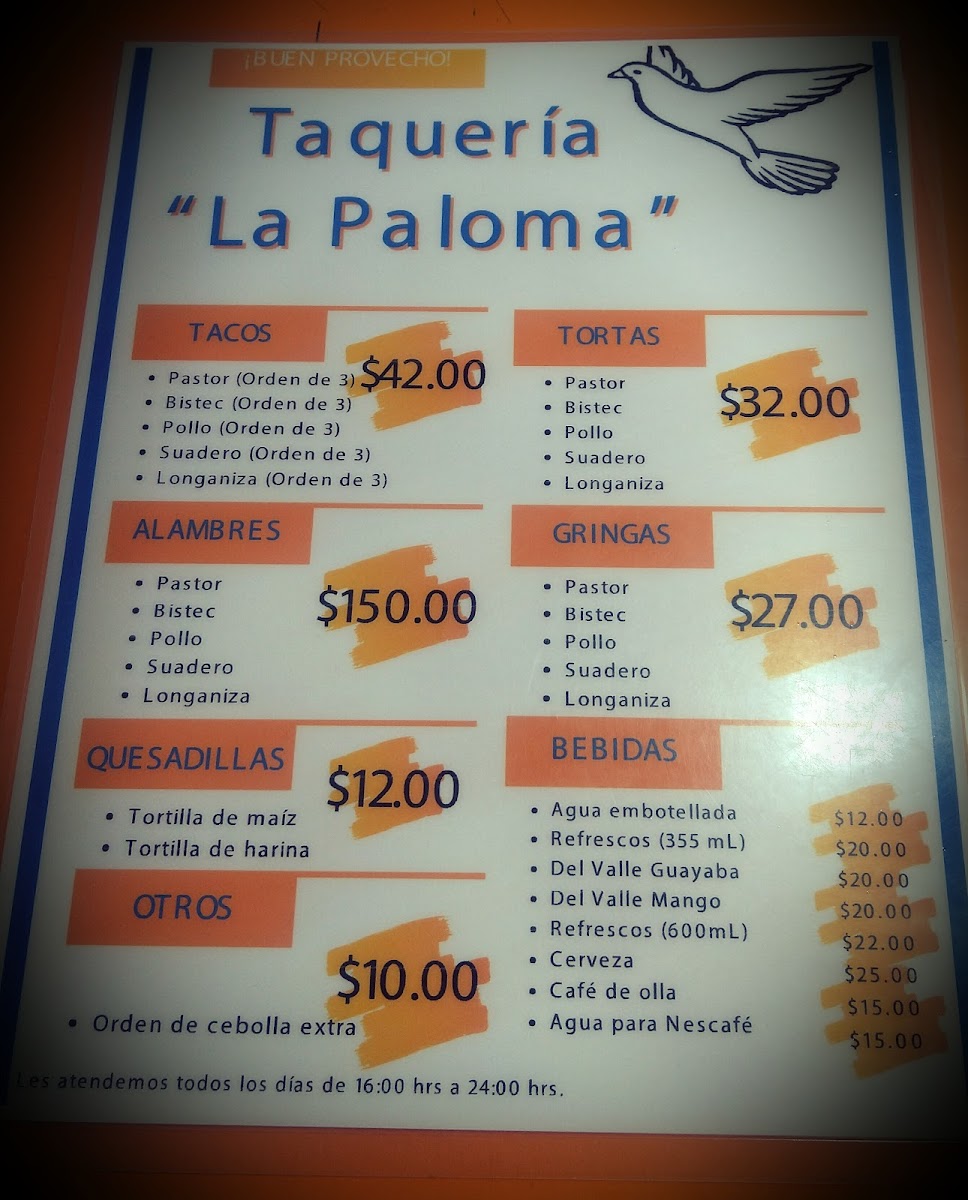 ¡BUEN PROVECHO!
Taquería
“La Paloma”
TACOS
$42.00
• Pastor (Orden de 3)
• Bistec (Orden de 3)
• Pollo (Orden de 3)
• Suadero (Orden de 3)
• Longaniza (Orden de 3)
TORTAS
$32.00
• Pastor
• Bistec
• Pollo
• Suadero
• Longaniza
ALAMBRES
$150.00
• Pastor
• Bistec
• Pollo
• Suadero
• Longaniza
GRINGAS
$27.00
• Pastor
• Bistec
• Pollo
• Suadero
• Longaniza
QUESADILLAS
$12.00
• Tortilla de maíz
• Tortilla de harina
OTROS
$10.00
• Orden de cebolla extra
BEBIDAS
• Agua embotellada $12.00
• Refrescos (355 mL) $20.00
• Del Valle Guayaba $20.00
• Del Valle Mango $20.00
• Refrescos (600mL) $22.00
• Cerveza $25.00
• Café de olla $15.00
• Agua para Nescafé $15.00
Les atendemos todos los días de 16:00 hrs a 24:00 hrs.